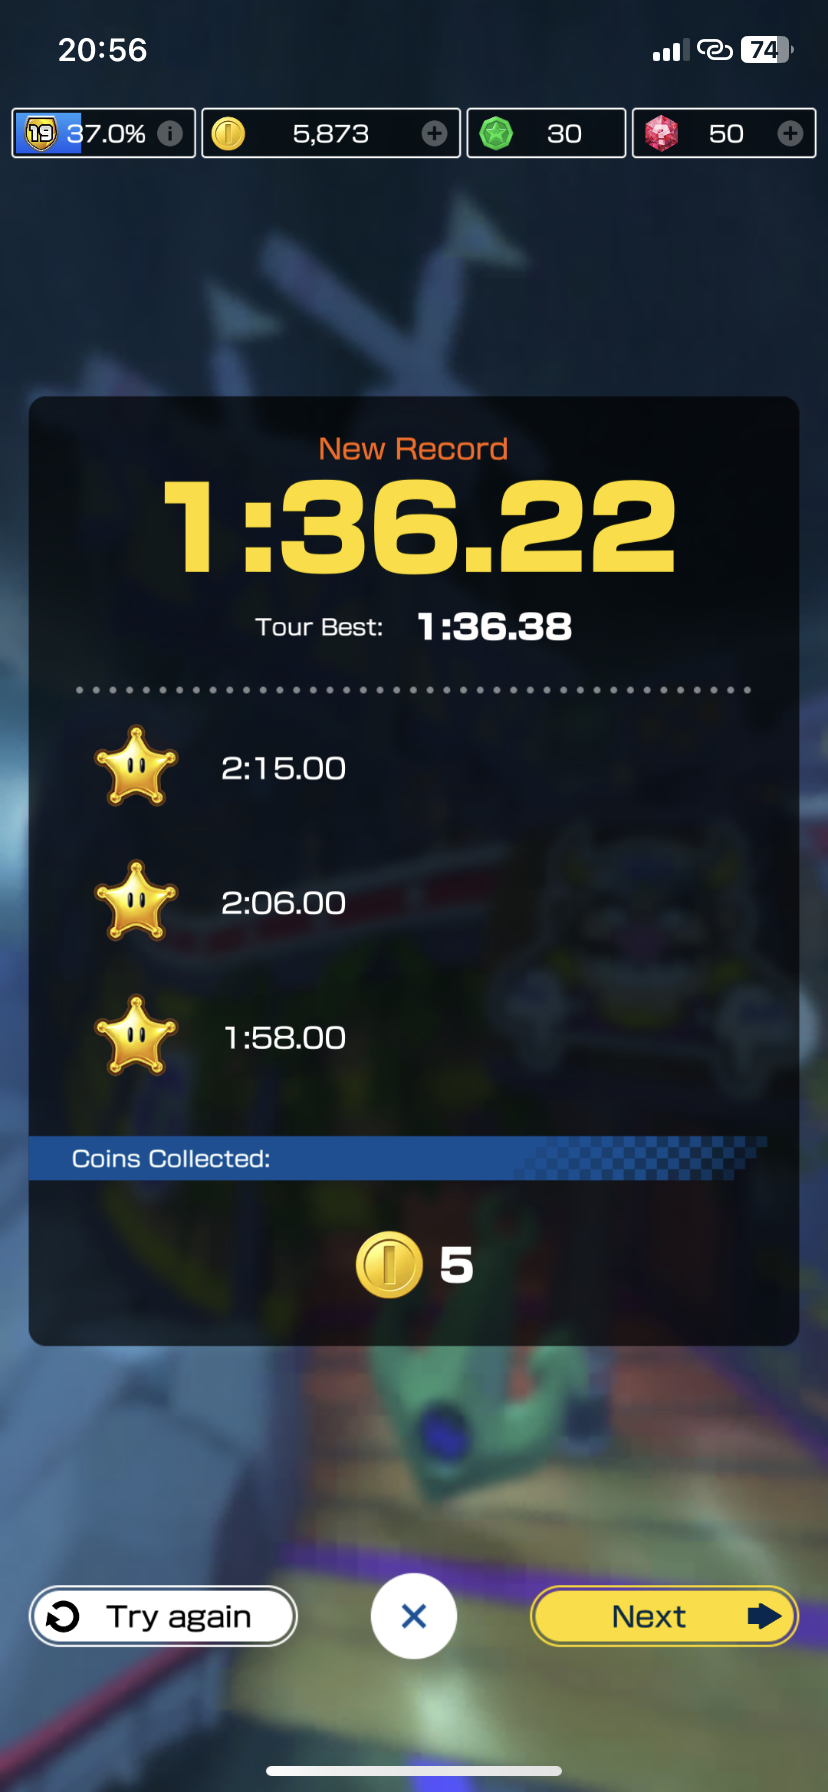 20:56 74
19 37.0% i 5,873 + 30 50 +
New Record
1:36.22
Tour Best: 1:36.38
2:15.00
2:06.00
1:58.00
Coins Collected:
5
Try again × Next